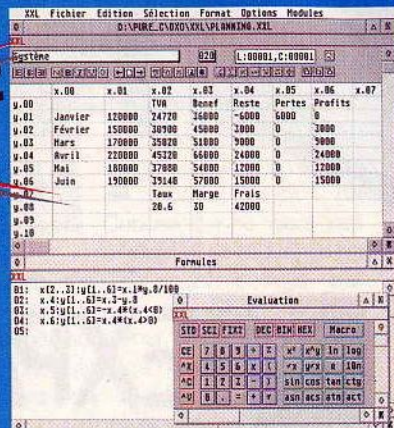 XXL Fichier Edition Sélection Format Options Modules
D:\PURE_C\DXO\XXL\PLANNING.XXL
XXL
Système 020 L:00001,C:00001
x.00 x.01 x.02 x.03 x.04 x.05 x.06 x.07
y.00 TVA Benef Reste Pertes Profits
y.01 Janvier 120000 24720 36000 -6000 6000 0
y.02 Février 150000 30900 45000 3000 0 3000
y.03 Mars 170000 35020 51000 9000 0 9000
y.04 Avril 220000 45320 66000 24000 0 24000
y.05 Mai 180000 37080 54000 12000 0 12000
y.06 Juin 190000 39140 57000 15000 0 15000
y.07 Taux Marge Frais
y.08 20.6 30 42000
y.09
y.10
Formules
XXL
01: x[2..3]:y[1..6]=x.1*y.8/100
02: x.4:y[1..6]=x.3-y.8
03: x.5:y[1..6]=-x.4*(x.4<0)
04: x.6:y[1..6]=x.4*(x.4>0)
05:
Evaluation
XXL
STD SCI FIX2 DEC BIN HEX Macro
CE 7 8 9 + x² x^y ln log
^X 4 5 6 x ( e 10n
^C 1 2 3 - ) sin cos tan ctg
^V 0 . = asn acs atn act